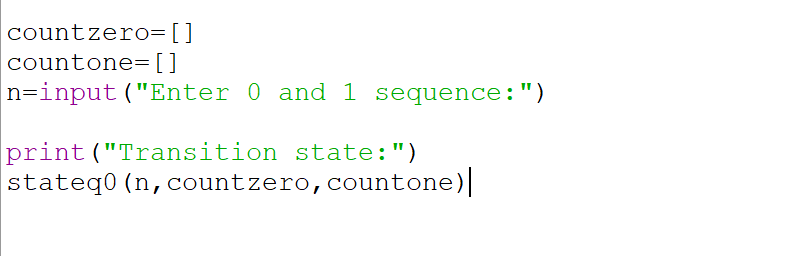 countzero=[]
countone=[]
n=input("Enter 0 and 1 sequence:")
print("Transition state:")
stateq0(n,countzero,countone)